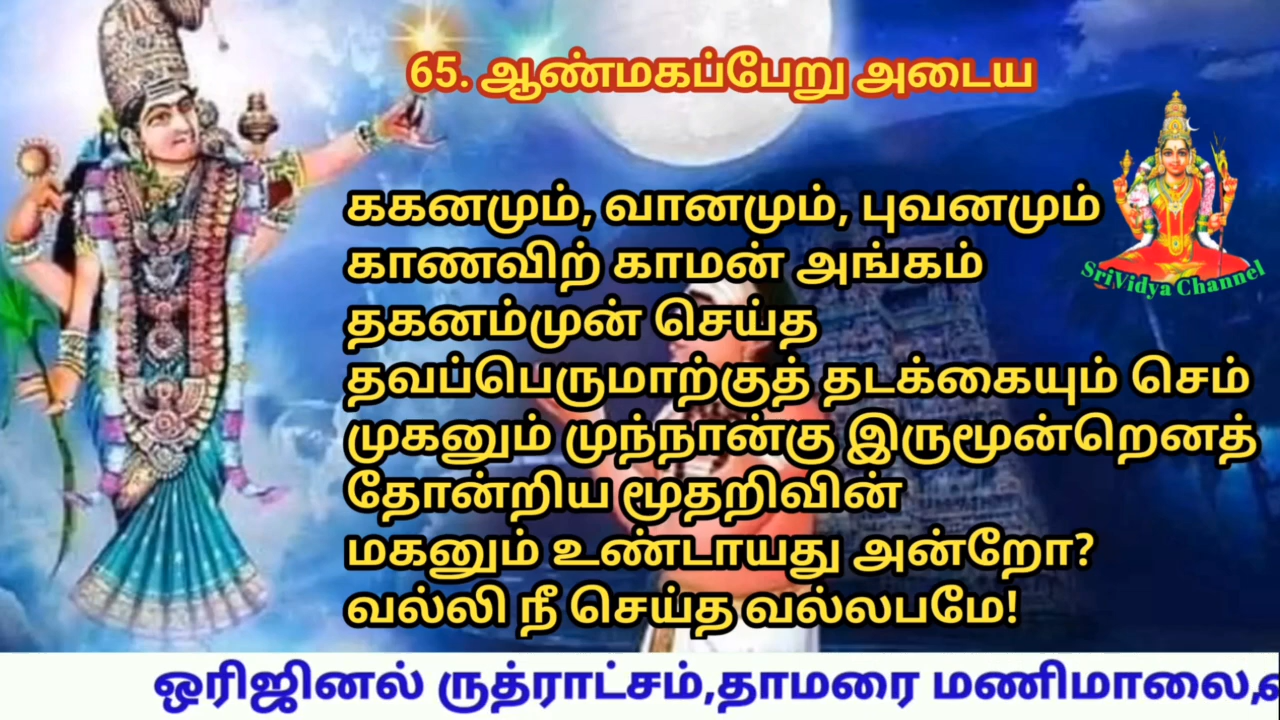 65. ஆண்மகப்பேறு அடைய
ககனமும், வானமும், புவனமும்
காணவிற் காமன் அங்கம்
தகனம்முன் செய்த
தவப்பெருமாற்குத் தடக்கையும் செம்
முகனும் முந்நான்கு இருமூன்றெனத்
தோன்றிய மூதறிவின்
மகனும் உண்டாயது அன்றோ?
வல்லி நீ செய்த வல்லபமே!
SriVidya Channel
ஒரிஜினல் ருத்ராட்சம்,தாமரை மணிமாலை,